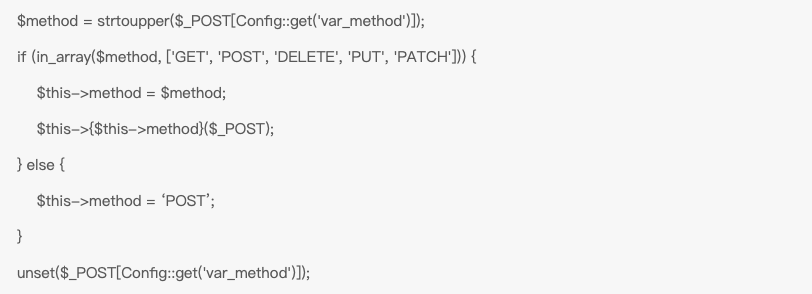 $method = strtoupper($_POST[Config::get('var_method')]);
if (in_array($method, ['GET', 'POST', 'DELETE', 'PUT', 'PATCH'])) {
$this->method = $method;
$this->{$this->method}($_POST);
} else {
$this->method = ‘POST’;
}
unset($_POST[Config::get('var_method')]);